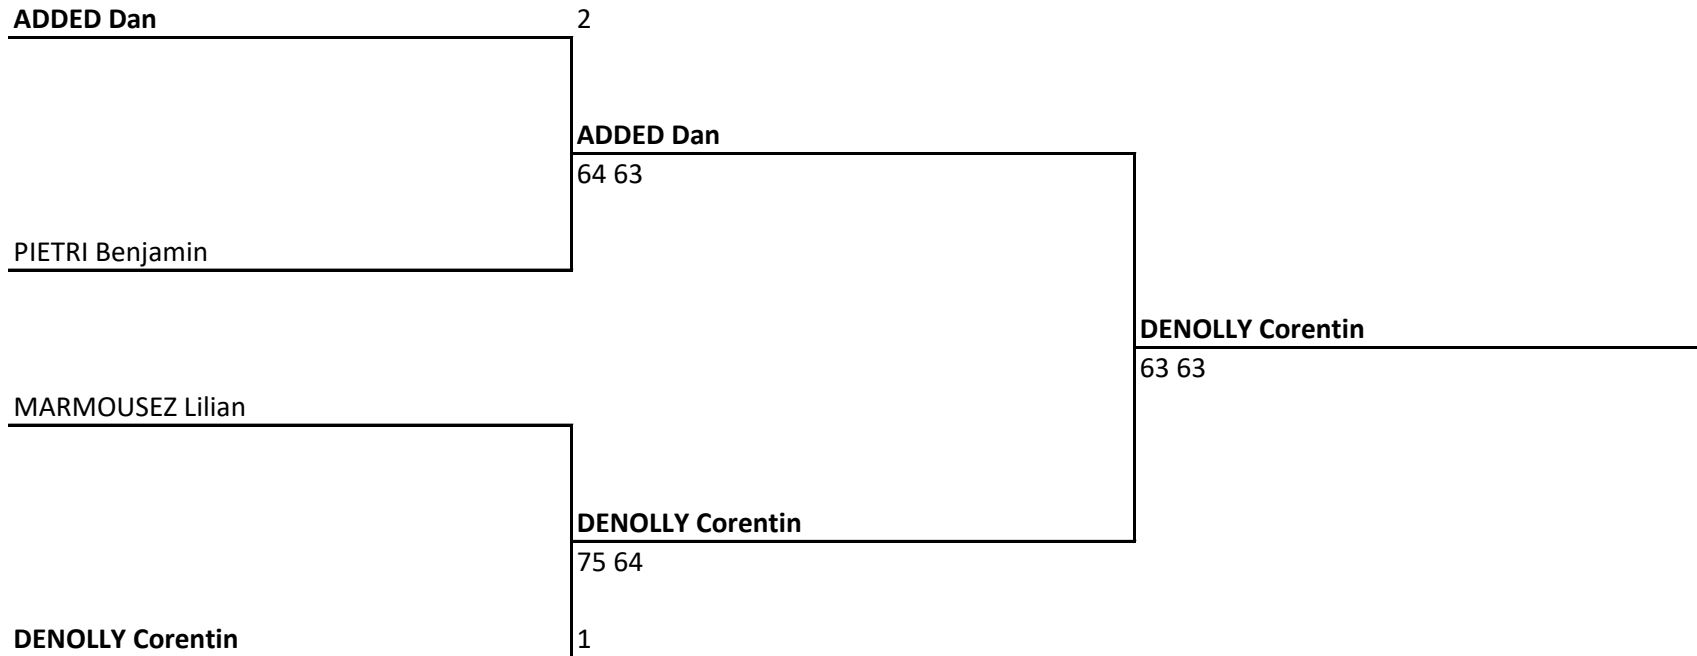 ADDED Dan 2
ADDED Dan
64 63
PIETRI Benjamin
DENOLLY Corentin
63 63
MARMOUSEZ Lilian
DENOLLY Corentin
75 64
DENOLLY Corentin 1